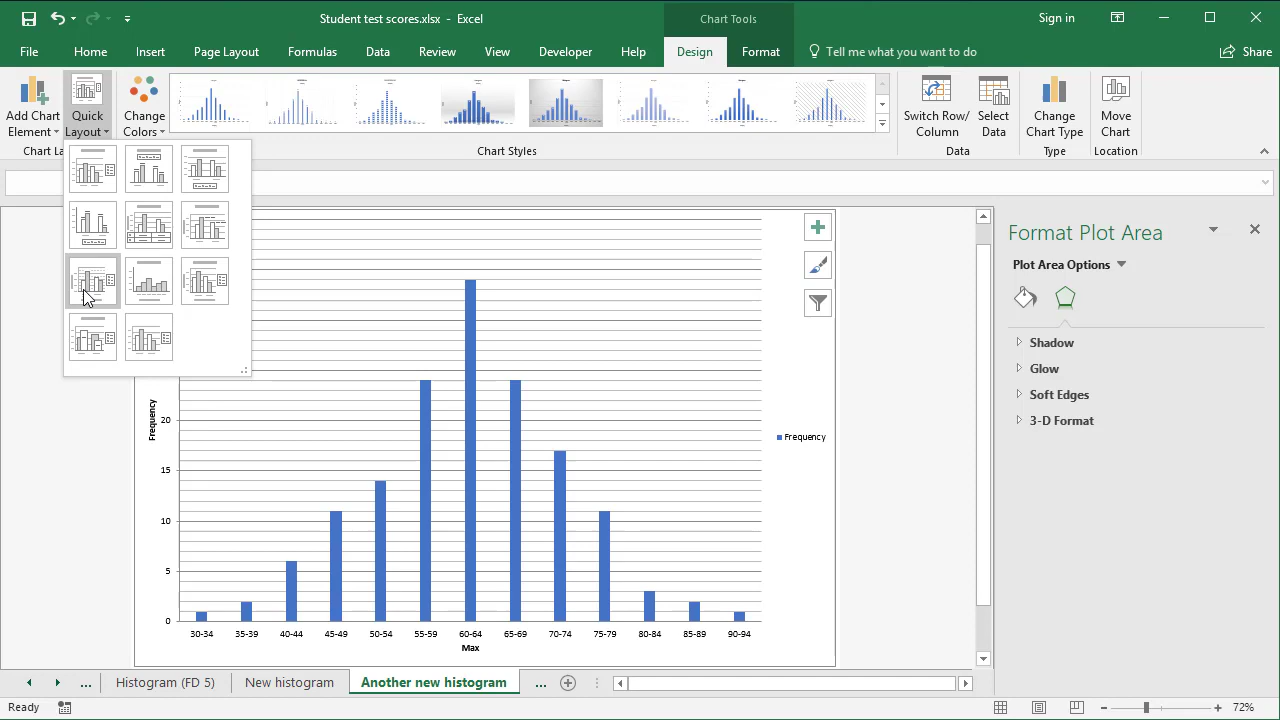 Student test scores.xlsx - Excel
Chart Tools
Sign in
File Home Insert Page Layout Formulas Data Review View Developer Help Design Format Tell me what you want to do Share
Add Chart Element
Quick Layout
Change Colors
Switch Row/ Column
Select Data
Change Chart Type
Move Chart
Chart La
Chart Styles
Data
Type
Location
Format Plot Area
Plot Area Options
Shadow
Glow
Soft Edges
3-D Format
Frequency
20
15
10
5
0
Frequency
30-34 35-39 40-44 45-49 50-54 55-59 60-64 65-69 70-74 75-79 80-84 85-89 90-94
Max
... Histogram (FD 5) New histogram Another new histogram ...
Ready
72%